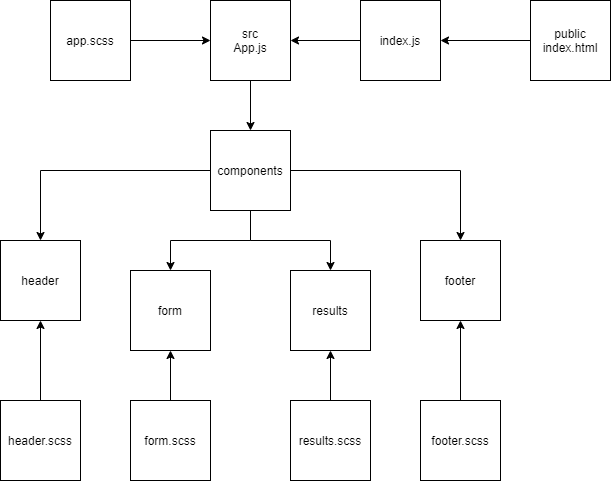 app.scss
src
App.js
index.js
public
index.html
components
header
form
results
footer
header.scss
form.scss
results.scss
footer.scss